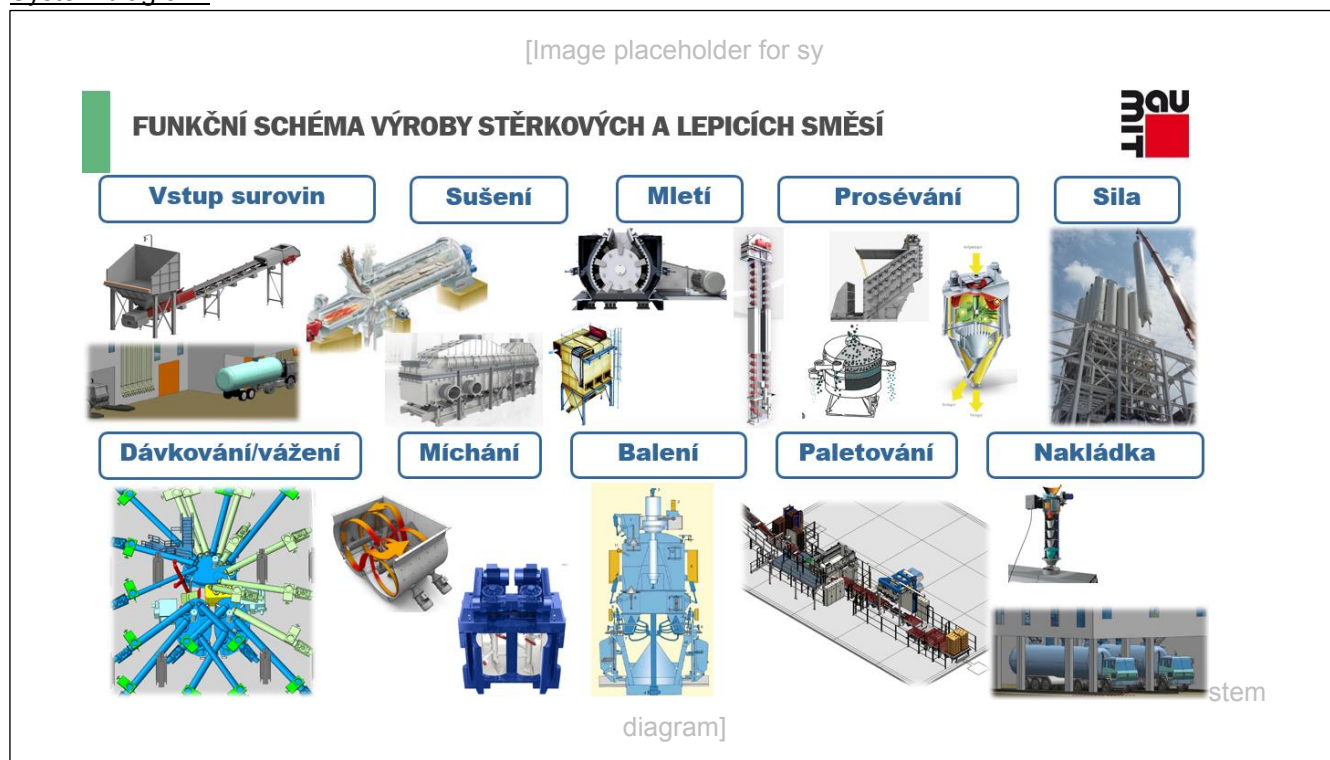 [Image placeholder for sy
FUNKČNÍ SCHÉMA VÝROBY STĚRKOVÝCH A LEPICÍCH SMĚSÍ
bau
MIT
Vstup surovin
Sušení
Mletí
Prosévání
Sila
Dávkování/vážení
Míchání
Balení
Paletování
Nakládka
stem
diagram]